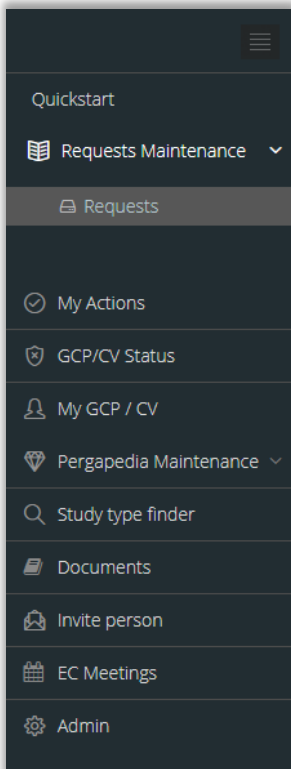 Quickstart
Requests Maintenance
Requests
My Actions
GCP/CV Status
My GCP / CV
Pergapedia Maintenance
Study type finder
Documents
Invite person
EC Meetings
Admin